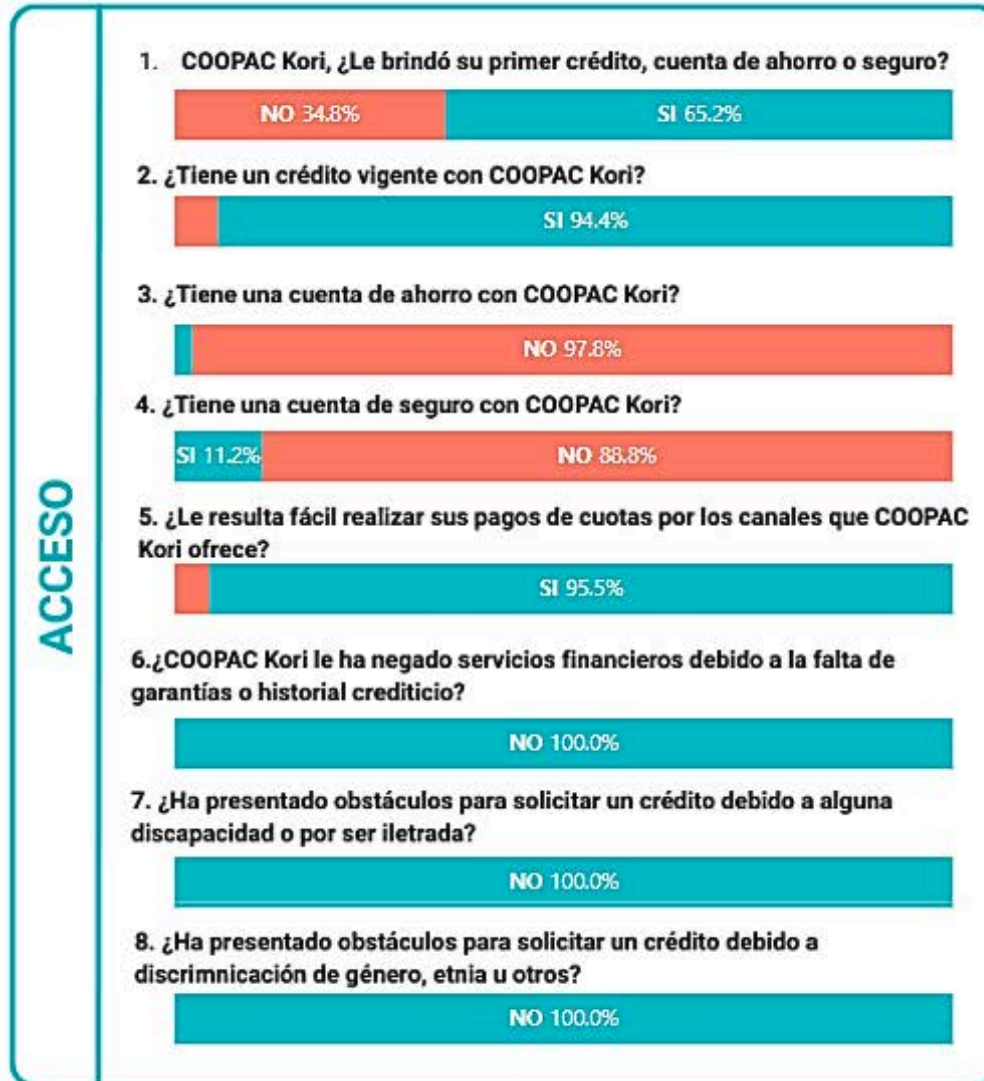 ACCESO
1. COOPAC Kori, ¿Le brindó su primer crédito, cuenta de ahorro o seguro?
NO 34.8% SI 65.2%
2. ¿Tiene un crédito vigente con COOPAC Kori?
SI 94.4%
3. ¿Tiene una cuenta de ahorro con COOPAC Kori?
NO 97.8%
4. ¿Tiene una cuenta de seguro con COOPAC Kori?
SI 11.2% NO 88.8%
5. ¿Le resulta fácil realizar sus pagos de cuotas por los canales que COOPAC
Kori ofrece?
SI 95.5%
6.¿COOPAC Kori le ha negado servicios financieros debido a la falta de
garantías o historial crediticio?
NO 100.0%
7. ¿Ha presentado obstáculos para solicitar un crédito debido a alguna
discapacidad o por ser iletrada?
NO 100.0%
8. ¿Ha presentado obstáculos para solicitar un crédito debido a
discrimnicación de género, etnia u otros?
NO 100.0%